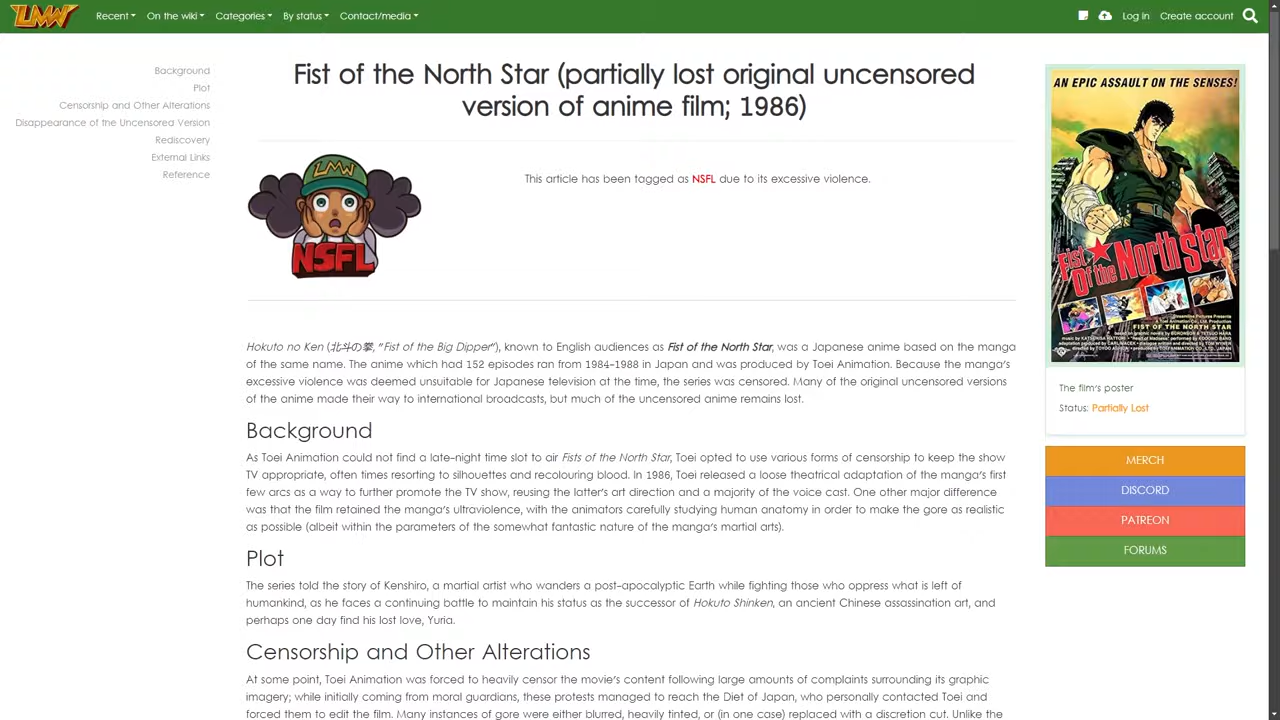 LMW Recent On the wiki Categories By status Contact/media Log in Create account
Background
Plot
Censorship and Other Alterations
Disappearance of the Uncensored Version
Rediscovery
External Links
Reference
Fist of the North Star (partially lost original uncensored
version of anime film; 1986)
LMW
NSFL
This article has been tagged as NSFL due to its excessive violence.
Hokuto no Ken (北斗の拳, "Fist of the Big Dipper"), known to English audiences as Fist of the North Star, was a Japanese anime based on the manga
of the same name. The anime which had 152 episodes ran from 1984-1988 in Japan and was produced by Toei Animation. Because the manga's
excessive violence was deemed unsuitable for Japanese television at the time, the series was censored. Many of the original uncensored versions
of the anime made their way to international broadcasts, but much of the uncensored anime remains lost.
Background
As Toei Animation could not find a late-night time slot to air Fists of the North Star, Toei opted to use various forms of censorship to keep the show
TV appropriate, often times resorting to silhouettes and recolouring blood. In 1986, Toei released a loose theatrical adaptation of the manga's first
few arcs as a way to further promote the TV show, reusing the latter's art direction and a majority of the voice cast. One other major difference
was that the film retained the manga's ultraviolence, with the animators carefully studying human anatomy in order to make the gore as realistic
as possible (albeit within the parameters of the somewhat fantastic nature of the manga's martial arts).
Plot
The series told the story of Kenshiro, a martial artist who wanders a post-apocalyptic Earth while fighting those who oppress what is left of
humankind, as he faces a continuing battle to maintain his status as the successor of Hokuto Shinken, an ancient Chinese assassination art, and
perhaps one day find his lost love, Yuria.
Censorship and Other Alterations
At some point, Toei Animation was forced to heavily censor the movie's content following large amounts of complaints surrounding its graphic
imagery; while initially coming from moral guardians, these protests managed to reach the Diet of Japan, who personally contacted Toei and
forced them to edit the film. Many instances of gore were either blurred, heavily tinted, or (in one case) replaced with a discretion cut. Unlike the
AN EPIC ASSAULT ON THE SENSES!
Fist of the North Star
FIST OF THE NORTH STAR
The film's poster
Status: Partially Lost
MERCH
DISCORD
PATREON
FORUMS